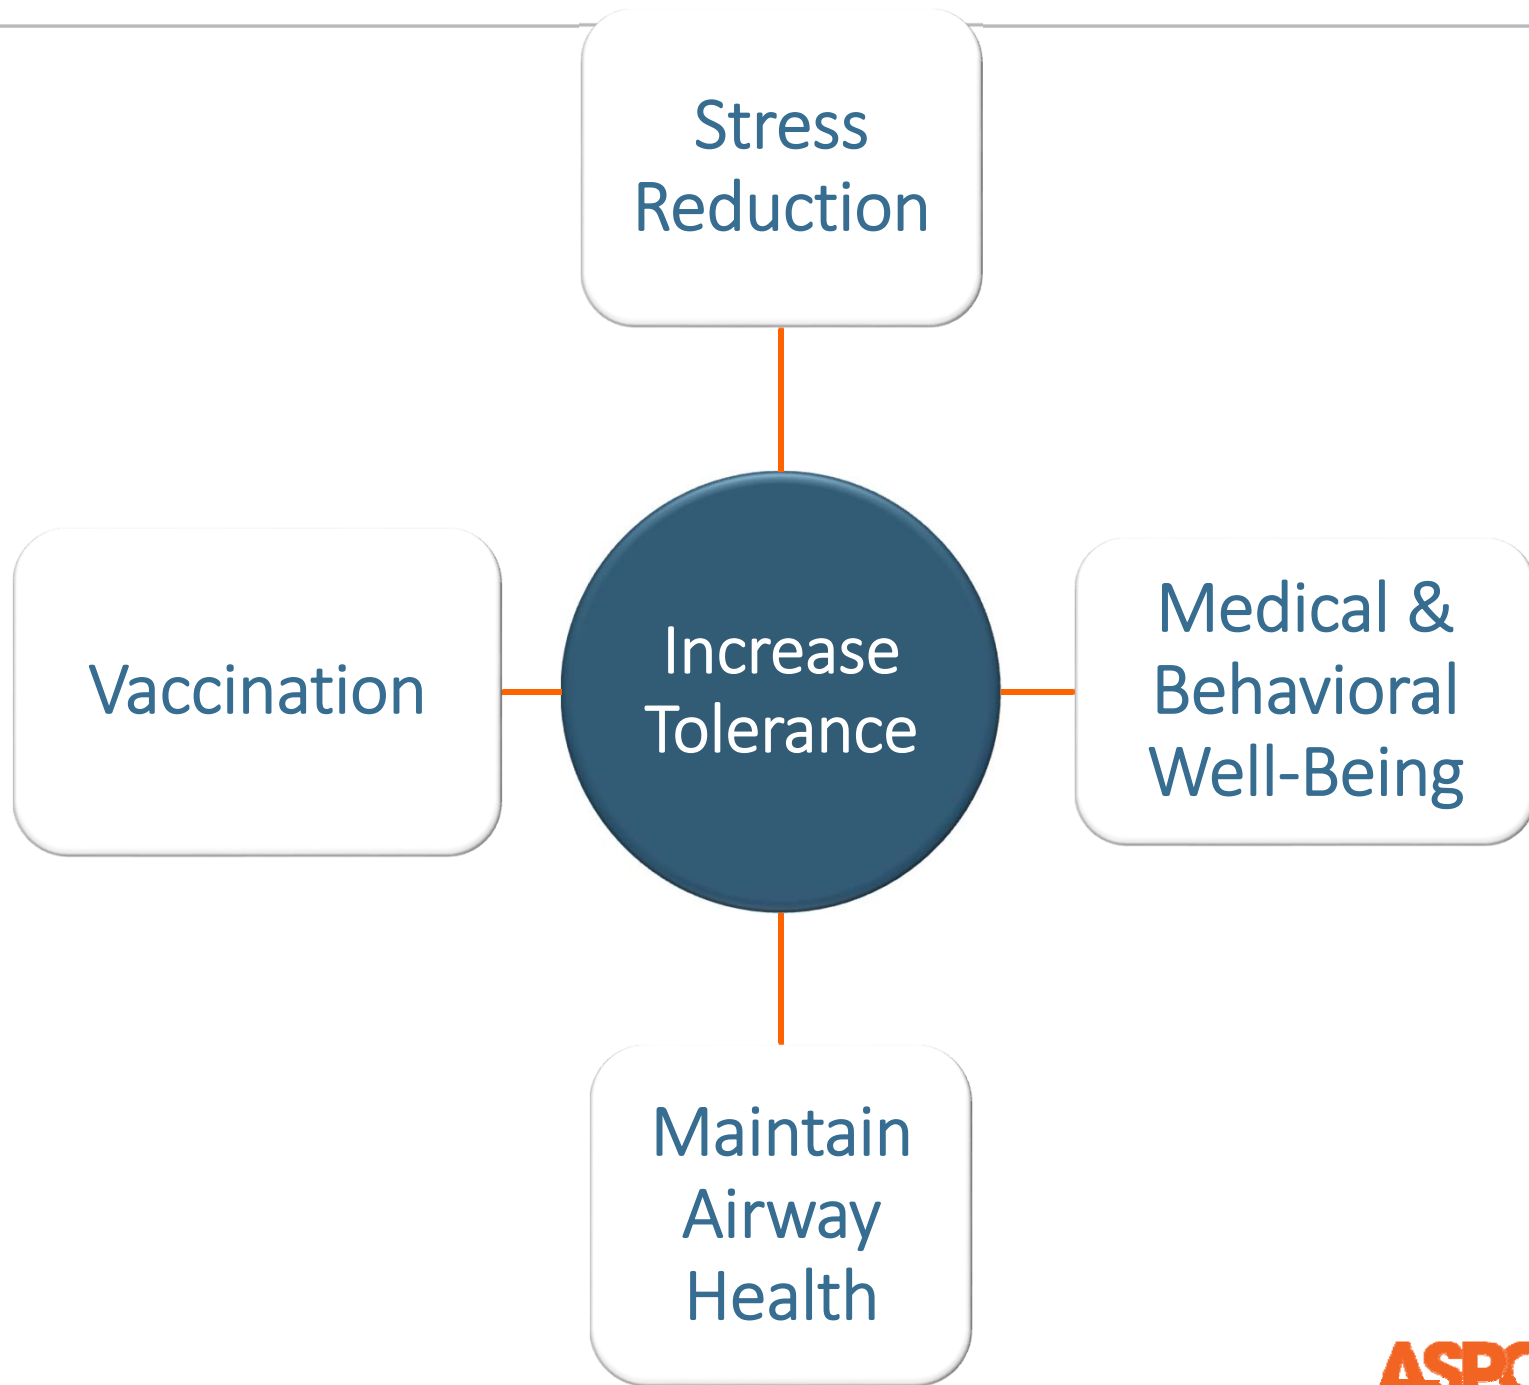 Stress
Reduction
Vaccination
Increase
Tolerance
Medical &
Behavioral
Well-Being
Maintain
Airway
Health